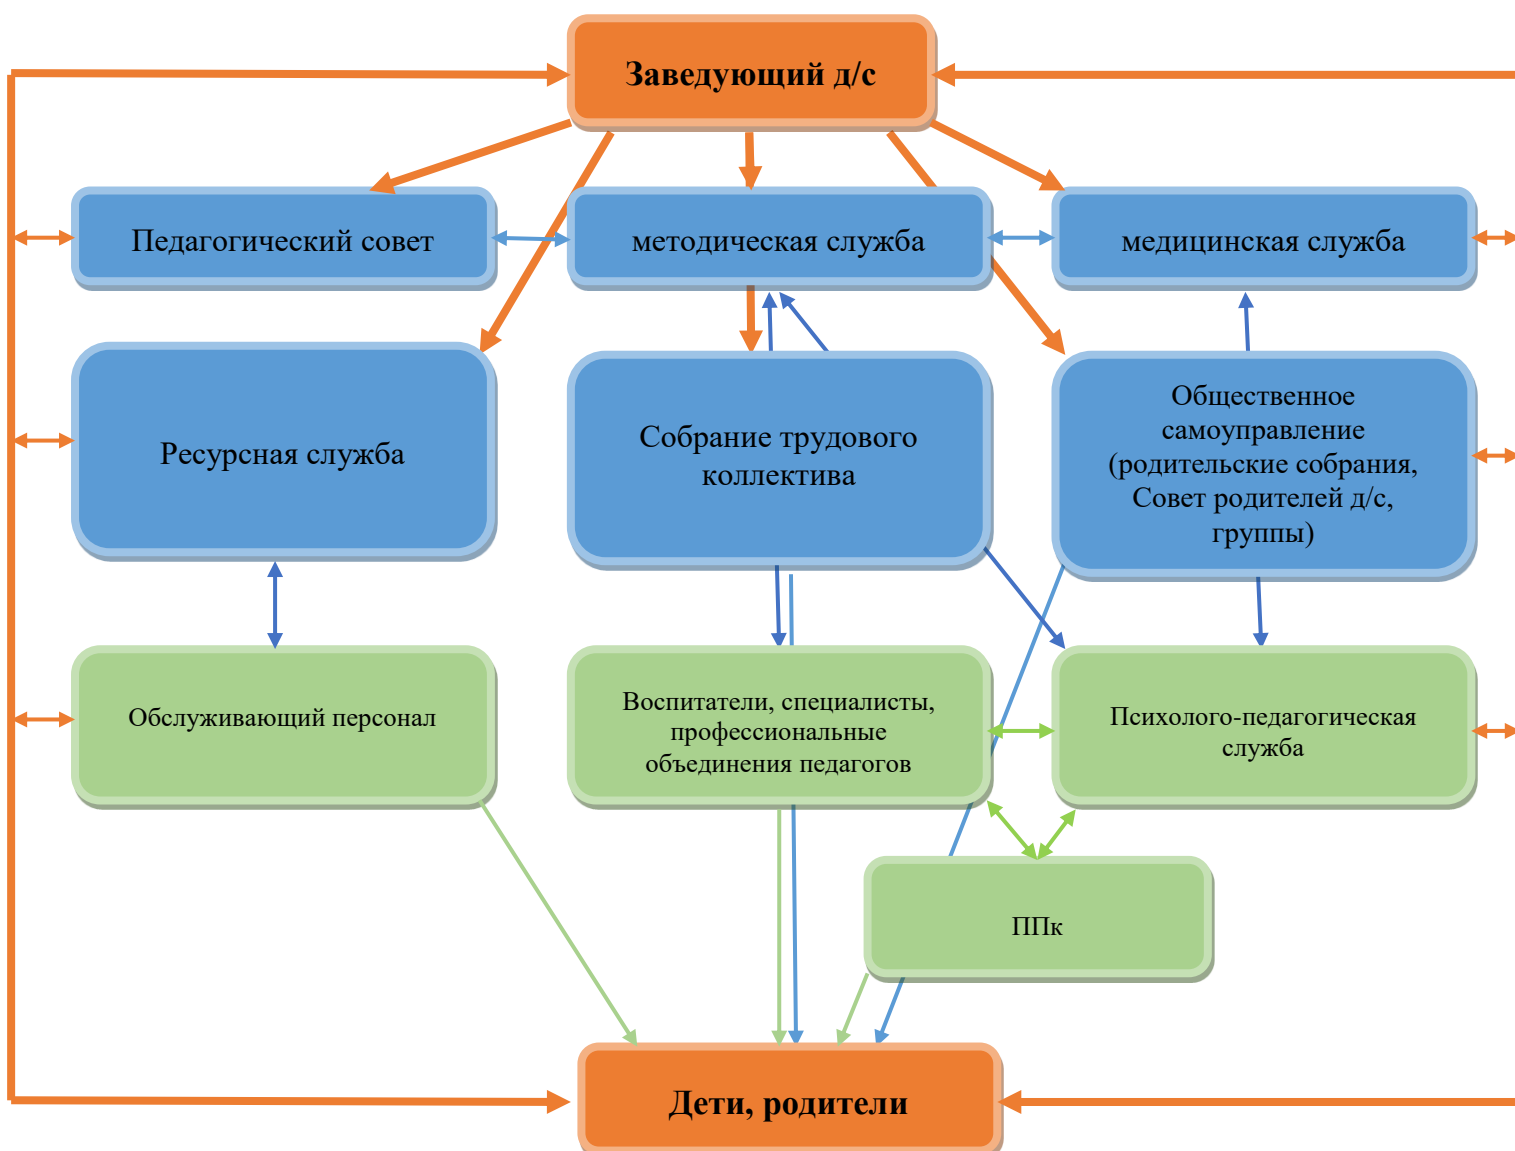 Заведующий д/с
Педагогический совет
методическая служба
медицинская служба
Ресурсная служба
Собрание трудового
коллектива
Общественное
самоуправление
(родительские собрания,
Совет родителей д/с,
группы)
Обслуживающий персонал
Воспитатели, специалисты,
профессиональные
объединения педагогов
Психолого-педагогическая
служба
ППк
Дети, родители